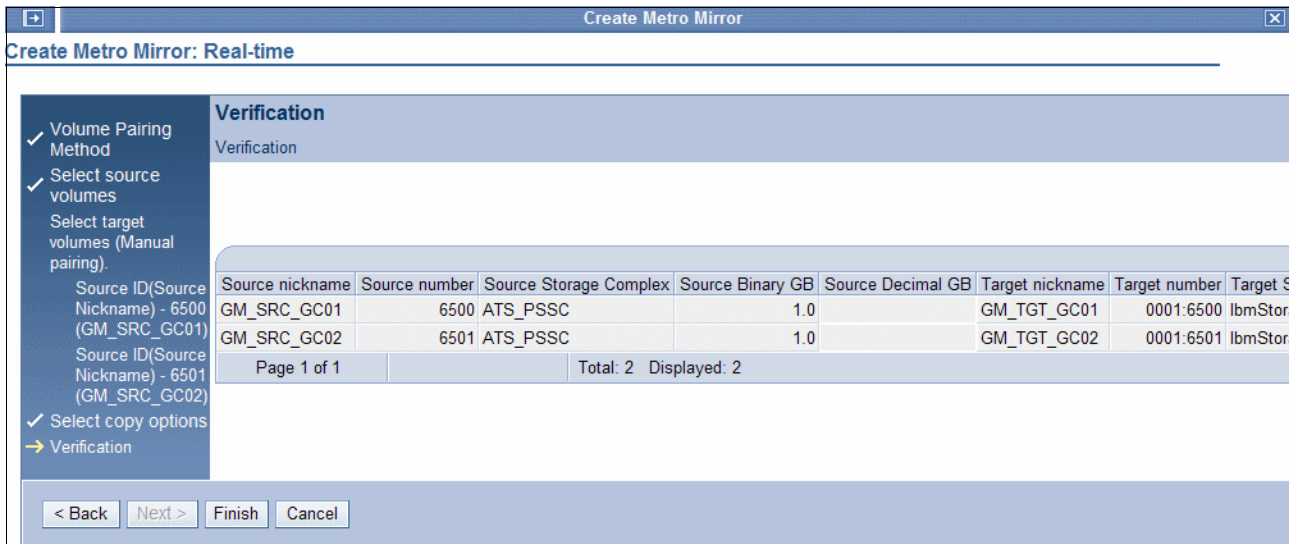 Create Metro Mirror
Create Metro Mirror: Real-time
Volume Pairing
Method
Select source
volumes
Select target
volumes (Manual
pairing).
Source ID(Source
Nickname) - 6500
(GM_SRC_GC01)
Source ID(Source
Nickname) - 6501
(GM_SRC_GC02)
Select copy options
Verification
Verification
Verification
Source nickname Source number Source Storage Complex Source Binary GB Source Decimal GB Target nickname Target number Target S
GM_SRC_GC01 6500 ATS_PSSC 1.0 GM_TGT_GC01 0001:6500 IbmStor
GM_SRC_GC02 6501 ATS_PSSC 1.0 GM_TGT_GC02 0001:6501 IbmStor
Page 1 of 1 Total: 2 Displayed: 2
< Back Next > Finish Cancel